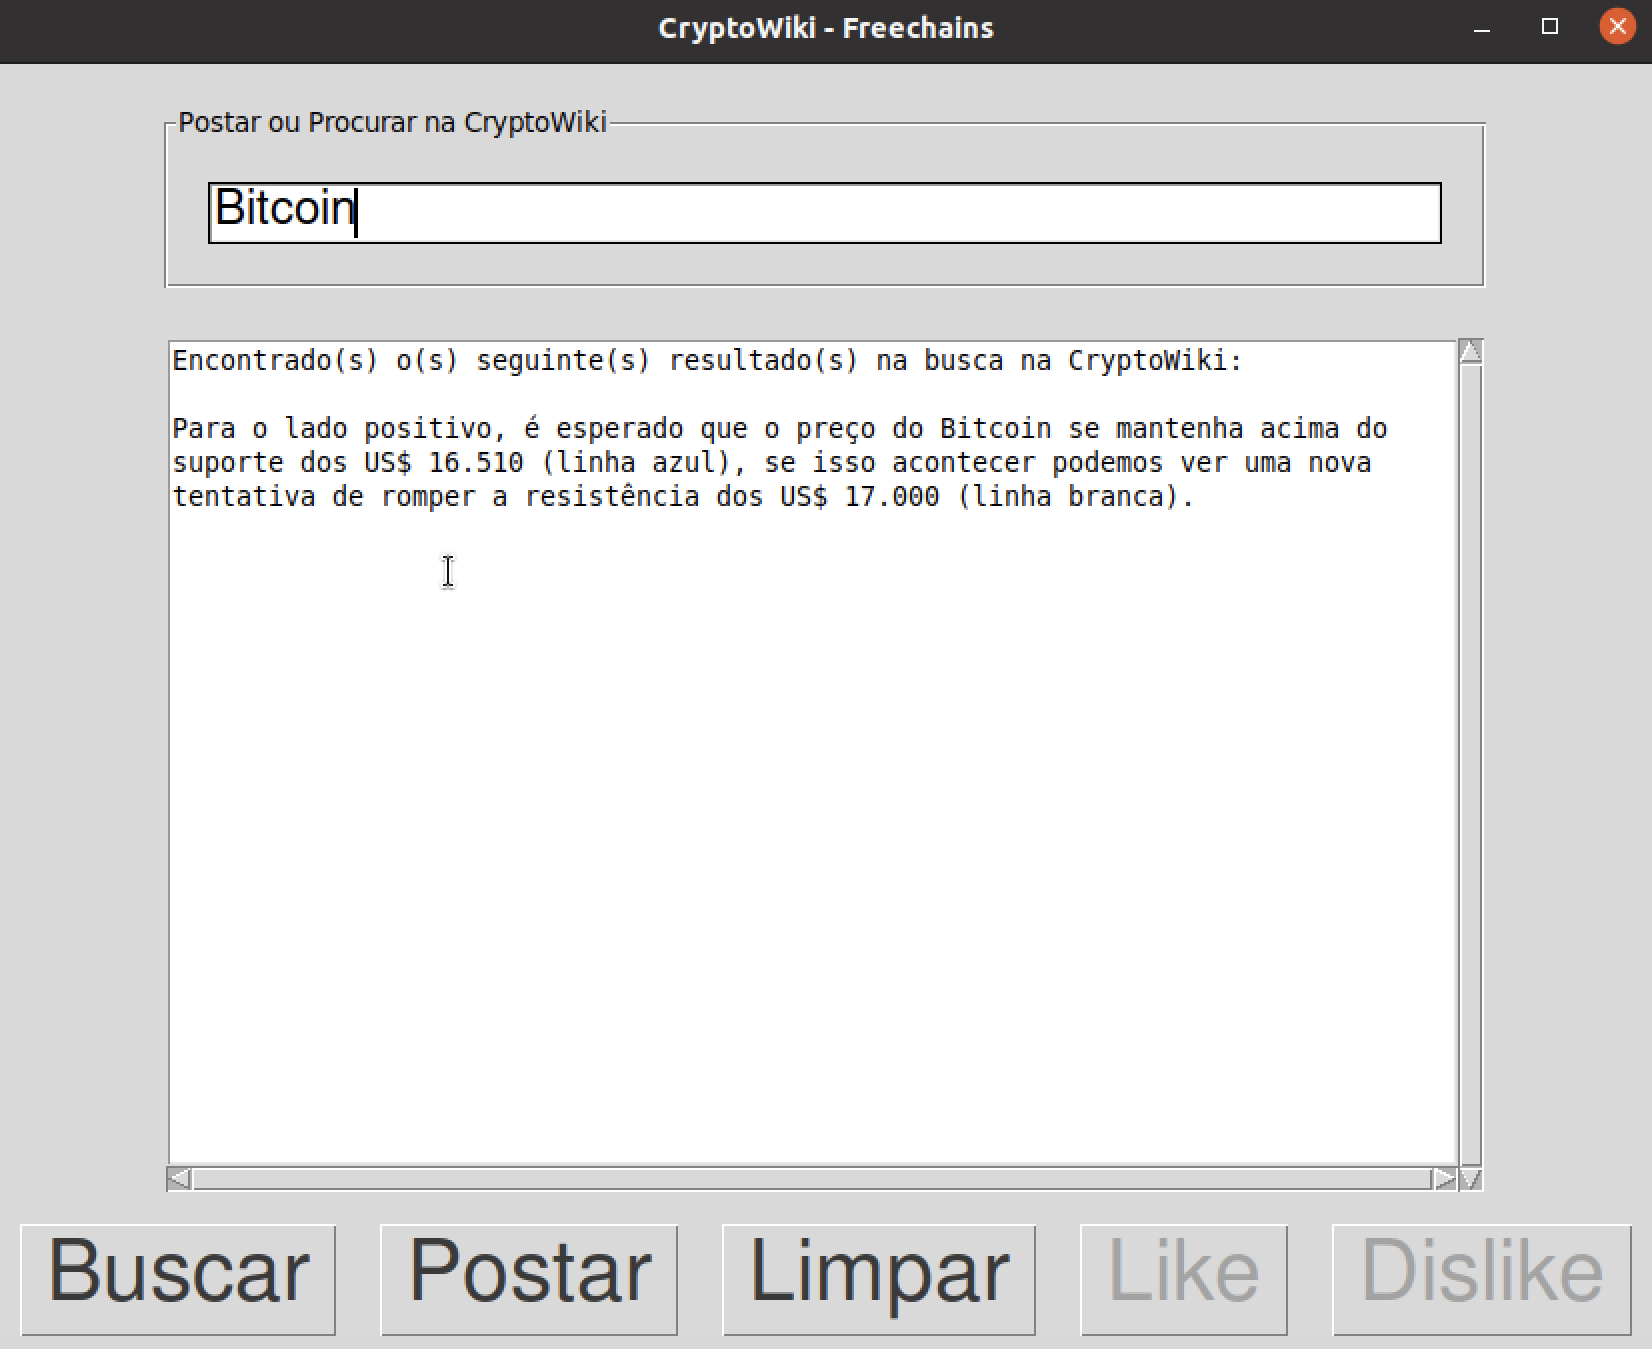 CryptoWiki - Freechains
Postar ou Procurar na CryptoWiki
Bitcoin
Encontrado(s) o(s) seguinte(s) resultado(s) na busca na CryptoWiki:
Para o lado positivo, é esperado que o preço do Bitcoin se mantenha acima do
suporte dos US$ 16.510 (linha azul), se isso acontecer podemos ver uma nova
tentativa de romper a resistência dos US$ 17.000 (linha branca).
Buscar Postar Limpar Like Dislike